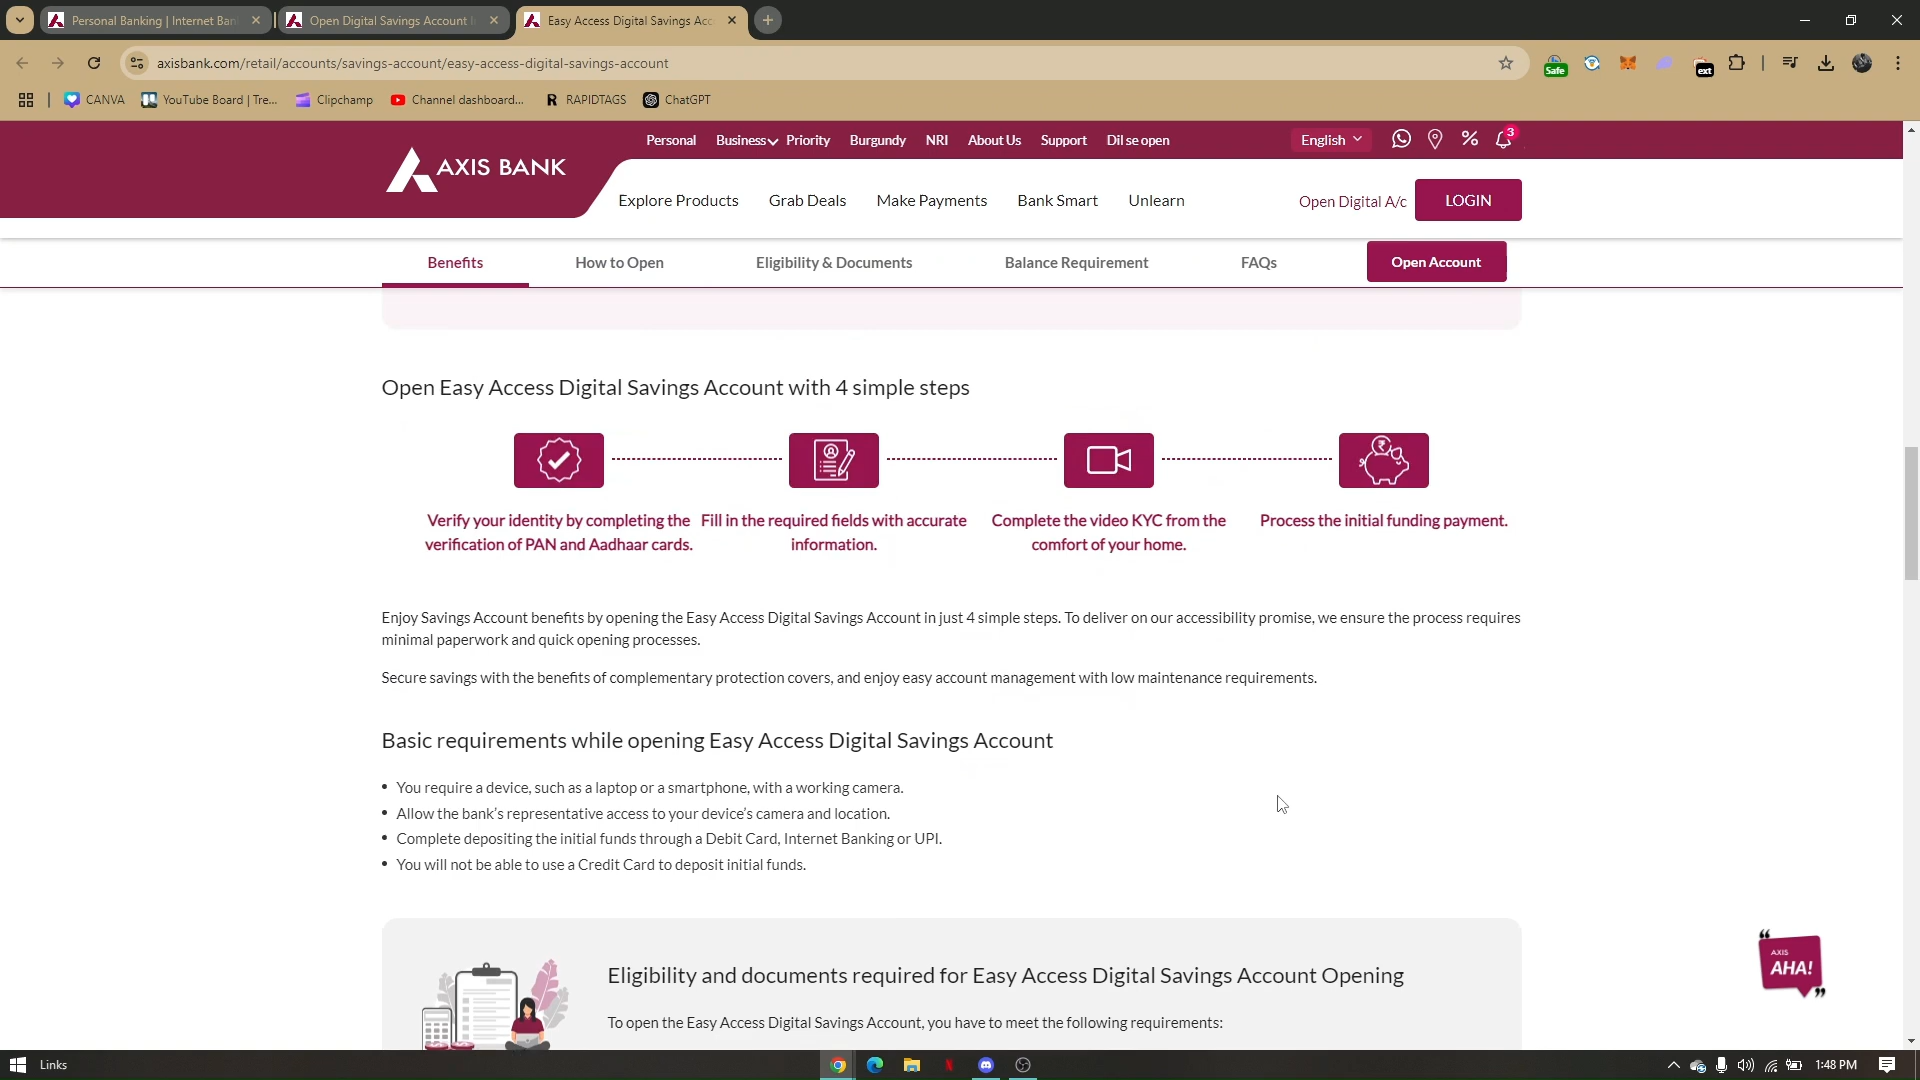 Personal Banking | Internet Ban
Open Digital Savings Account
Easy Access Digital Savings Acc
axisbank.com/retail/accounts/savings-account/easy-access-digital-savings-account
Safe
ext
CANVA
YouTube Board | Tre...
Clipchamp
Channel dashboard...
RAPIDTAGS
ChatGPT
Personal Business Priority Burgundy NRI About Us Support Dil se open
English
3
AXIS BANK
Explore Products Grab Deals Make Payments Bank Smart Unlearn
Open Digital A/c
LOGIN
Benefits How to Open Eligibility & Documents Balance Requirement FAQs
Open Account
Open Easy Access Digital Savings Account with 4 simple steps
Verify your identity by completing the
verification of PAN and Aadhaar cards.
Fill in the required fields with accurate
information.
Complete the video KYC from the
comfort of your home.
Process the initial funding payment.
Enjoy Savings Account benefits by opening the Easy Access Digital Savings Account in just 4 simple steps. To deliver on our accessibility promise, we ensure the process requires
minimal paperwork and quick opening processes.
Secure savings with the benefits of complementary protection covers, and enjoy easy account management with low maintenance requirements.
Basic requirements while opening Easy Access Digital Savings Account
• You require a device, such as a laptop or a smartphone, with a working camera.
• Allow the bank’s representative access to your device’s camera and location.
• Complete depositing the initial funds through a Debit Card, Internet Banking or UPI.
• You will not be able to use a Credit Card to deposit initial funds.
Eligibility and documents required for Easy Access Digital Savings Account Opening
To open the Easy Access Digital Savings Account, you have to meet the following requirements:
AXIS
AHA!
Links
1:48 PM